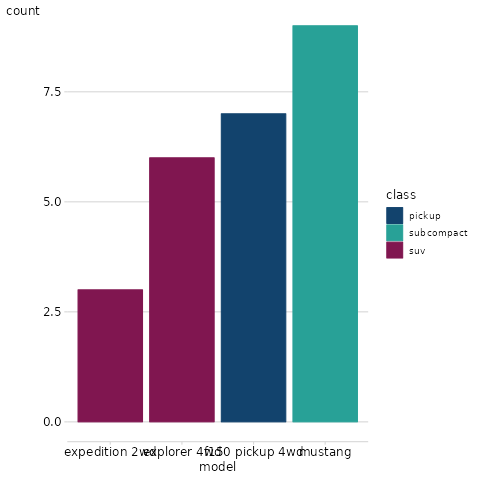 count
7.5
5.0
2.5
0.0
expedition 2wd explorer 4wd f150 pickup 4wd mustang
model
class
pickup
subcompact
suv